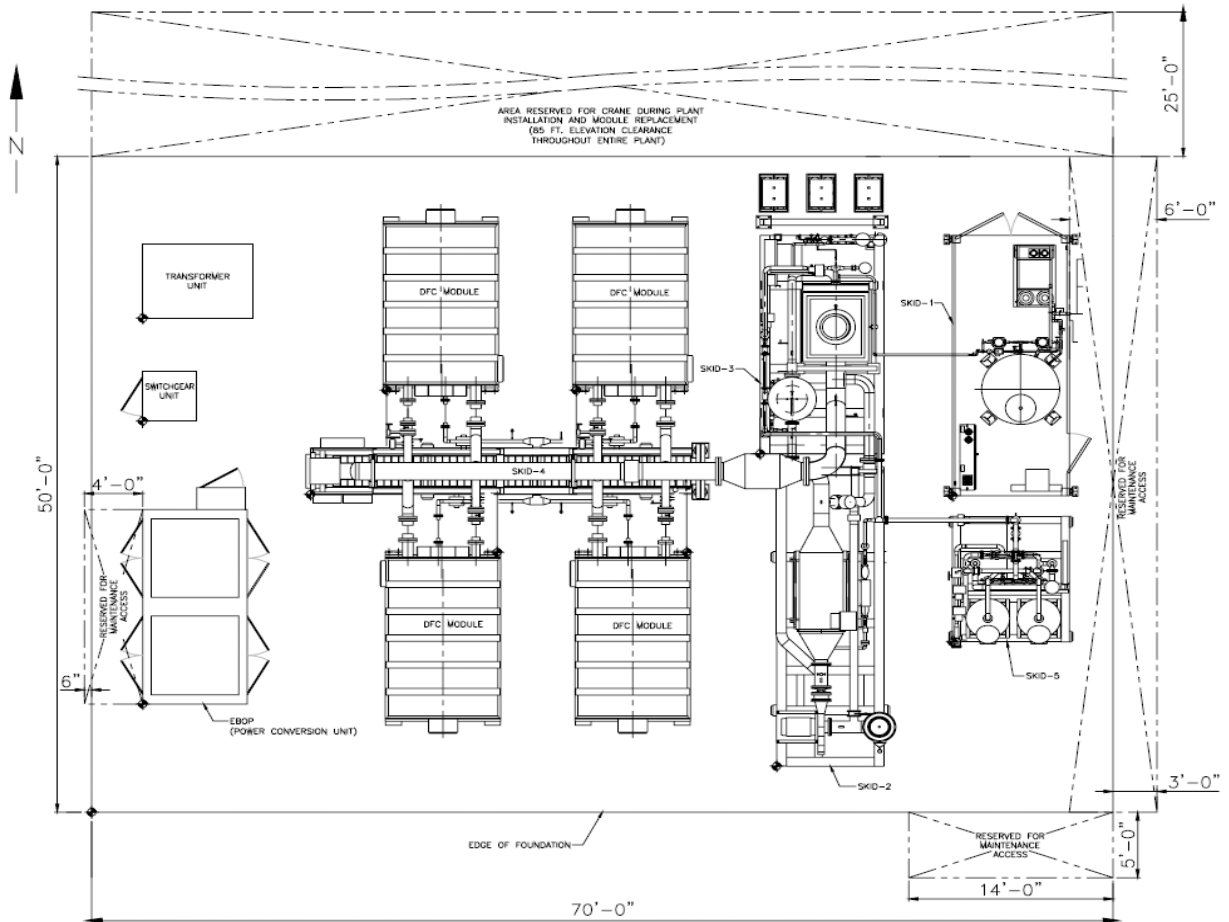 25'-0"
AREA RESERVED FOR CRANE DURING PLANT
INSTALLATION AND MODULE REPLACEMENT
(85 FT. ELEVATION CLEARANCE
THROUGHOUT ENTIRE PLANT)
N
6'-0"
TRANSFORMER
UNIT
DFC MODULE
DFC MODULE
SKID-1
SKID-3
SWITCHGEAR
UNIT
SKID-4
50'-0"
4'-0"
RESERVED FOR
MAINTENANCE
ACCESS
RESERVED FOR
MAINTENANCE
ACCESS
DFC MODULE
DFC MODULE
6"
SKID-5
EBOP
(POWER CONVERSION UNIT)
SKID-2
3'-0"
EDGE OF FOUNDATION
RESERVED FOR
MAINTENANCE
ACCESS
5'-0"
14'-0"
70'-0"